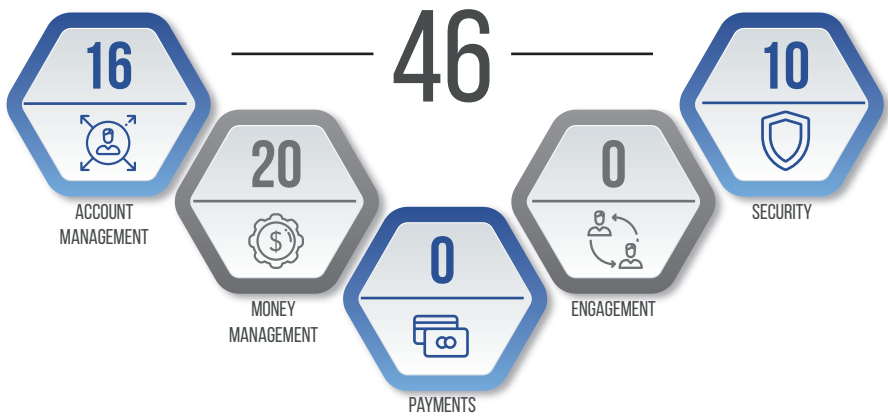 46
16
ACCOUNT
MANAGEMENT
20
MONEY
MANAGEMENT
0
PAYMENTS
0
ENGAGEMENT
10
SECURITY